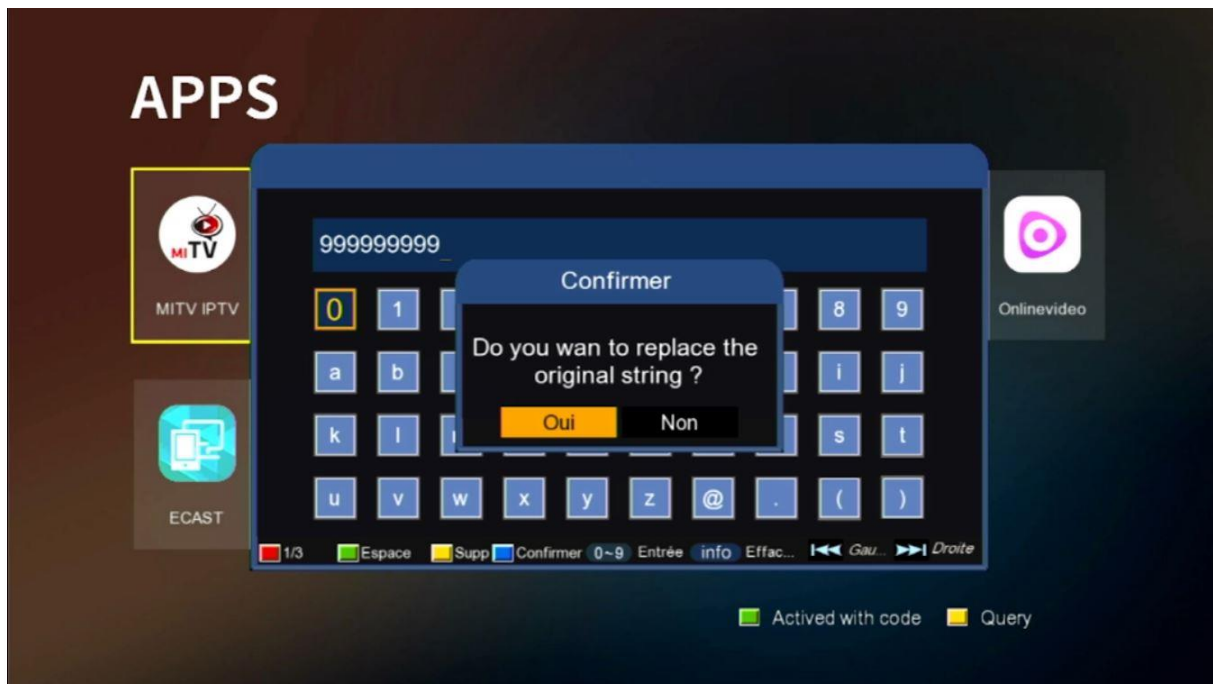 APPS
MITV
MITV IPTV
ECAST
Onlinevideo
999999999_
0 1 8 9
a b i j
k l s t
u v w x y z @ . ( )
Confirmer
Do you wan to replace the
original string ?
Oui Non
1/3 Espace Supp Confirmer 0~9 Entrée info Effac... Gau... Droite
Actived with code Query